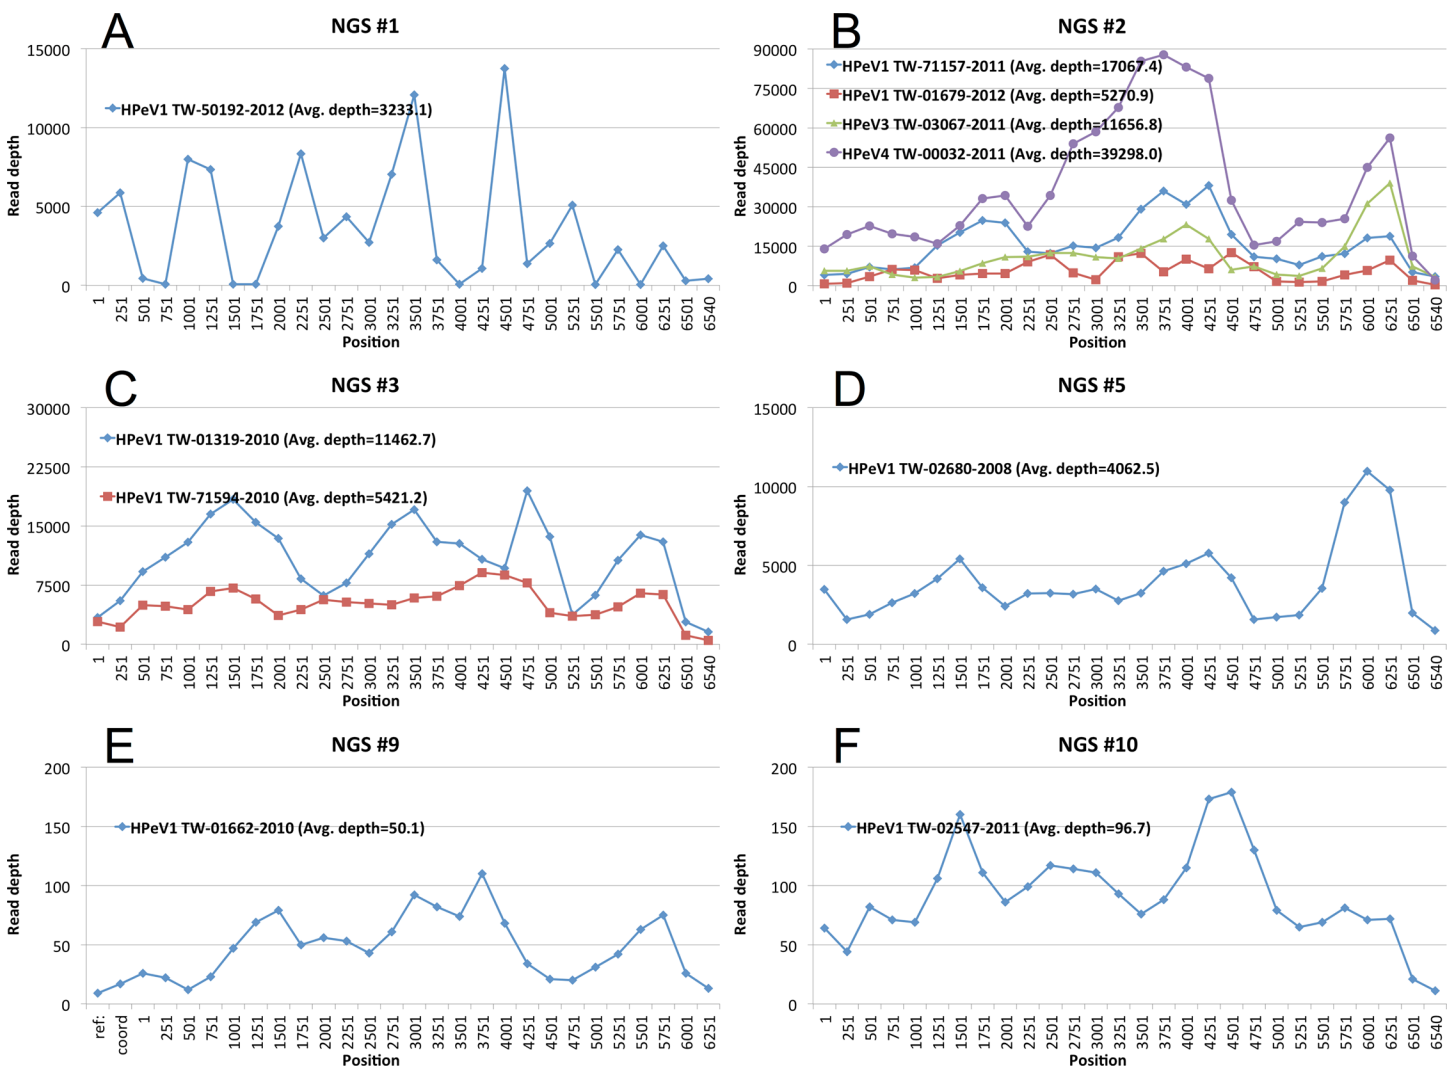 A
NGS #1
Read depth
15000
10000
5000
0
HPeV1 TW-50192-2012 (Avg. depth=3233.1)
1 251 501 751 1001 1251 1501 1751 2001 2251 2501 2751 3001 3251 3501 3751 4001 4251 4501 4751 5001 5251 5501 5751 6001 6251 6501 6540
Position
B
NGS #2
Read depth
90000
75000
60000
45000
30000
15000
0
HPeV1 TW-71157-2011 (Avg. depth=17067.4)
HPeV1 TW-01679-2012 (Avg. depth=5270.9)
HPeV3 TW-03067-2011 (Avg. depth=11656.8)
HPeV4 TW-00032-2011 (Avg. depth=39298.0)
1 251 501 751 1001 1251 1501 1751 2001 2251 2501 2751 3001 3251 3501 3751 4001 4251 4501 4751 5001 5251 5501 5751 6001 6251 6501 6540
Position
C
NGS #3
Read depth
30000
22500
15000
7500
0
HPeV1 TW-01319-2010 (Avg. depth=11462.7)
HPeV1 TW-71594-2010 (Avg. depth=5421.2)
1 251 501 751 1001 1251 1501 1751 2001 2251 2501 2751 3001 3251 3501 3751 4001 4251 4501 4751 5001 5251 5501 5751 6001 6251 6501 6540
Position
D
NGS #5
Read depth
15000
10000
5000
0
HPeV1 TW-02680-2008 (Avg. depth=4062.5)
1 251 501 751 1001 1251 1501 1751 2001 2251 2501 2751 3001 3251 3501 3751 4001 4251 4501 4751 5001 5251 5501 5751 6001 6251 6501 6540
Position
E
NGS #9
Read depth
200
150
100
50
0
HPeV1 TW-01662-2010 (Avg. depth=50.1)
ref: coord 1 251 501 751 1001 1251 1501 1751 2001 2251 2501 2751 3001 3251 3501 3751 4001 4251 4501 4751 5001 5251 5501 5751 6001 6251
Position
F
NGS #10
Read depth
200
150
100
50
0
HPeV1 TW-02547-2011 (Avg. depth=96.7)
1 251 501 751 1001 1251 1501 1751 2001 2251 2501 2751 3001 3251 3501 3751 4001 4251 4501 4751 5001 5251 5501 5751 6001 6251 6501 6540
Position